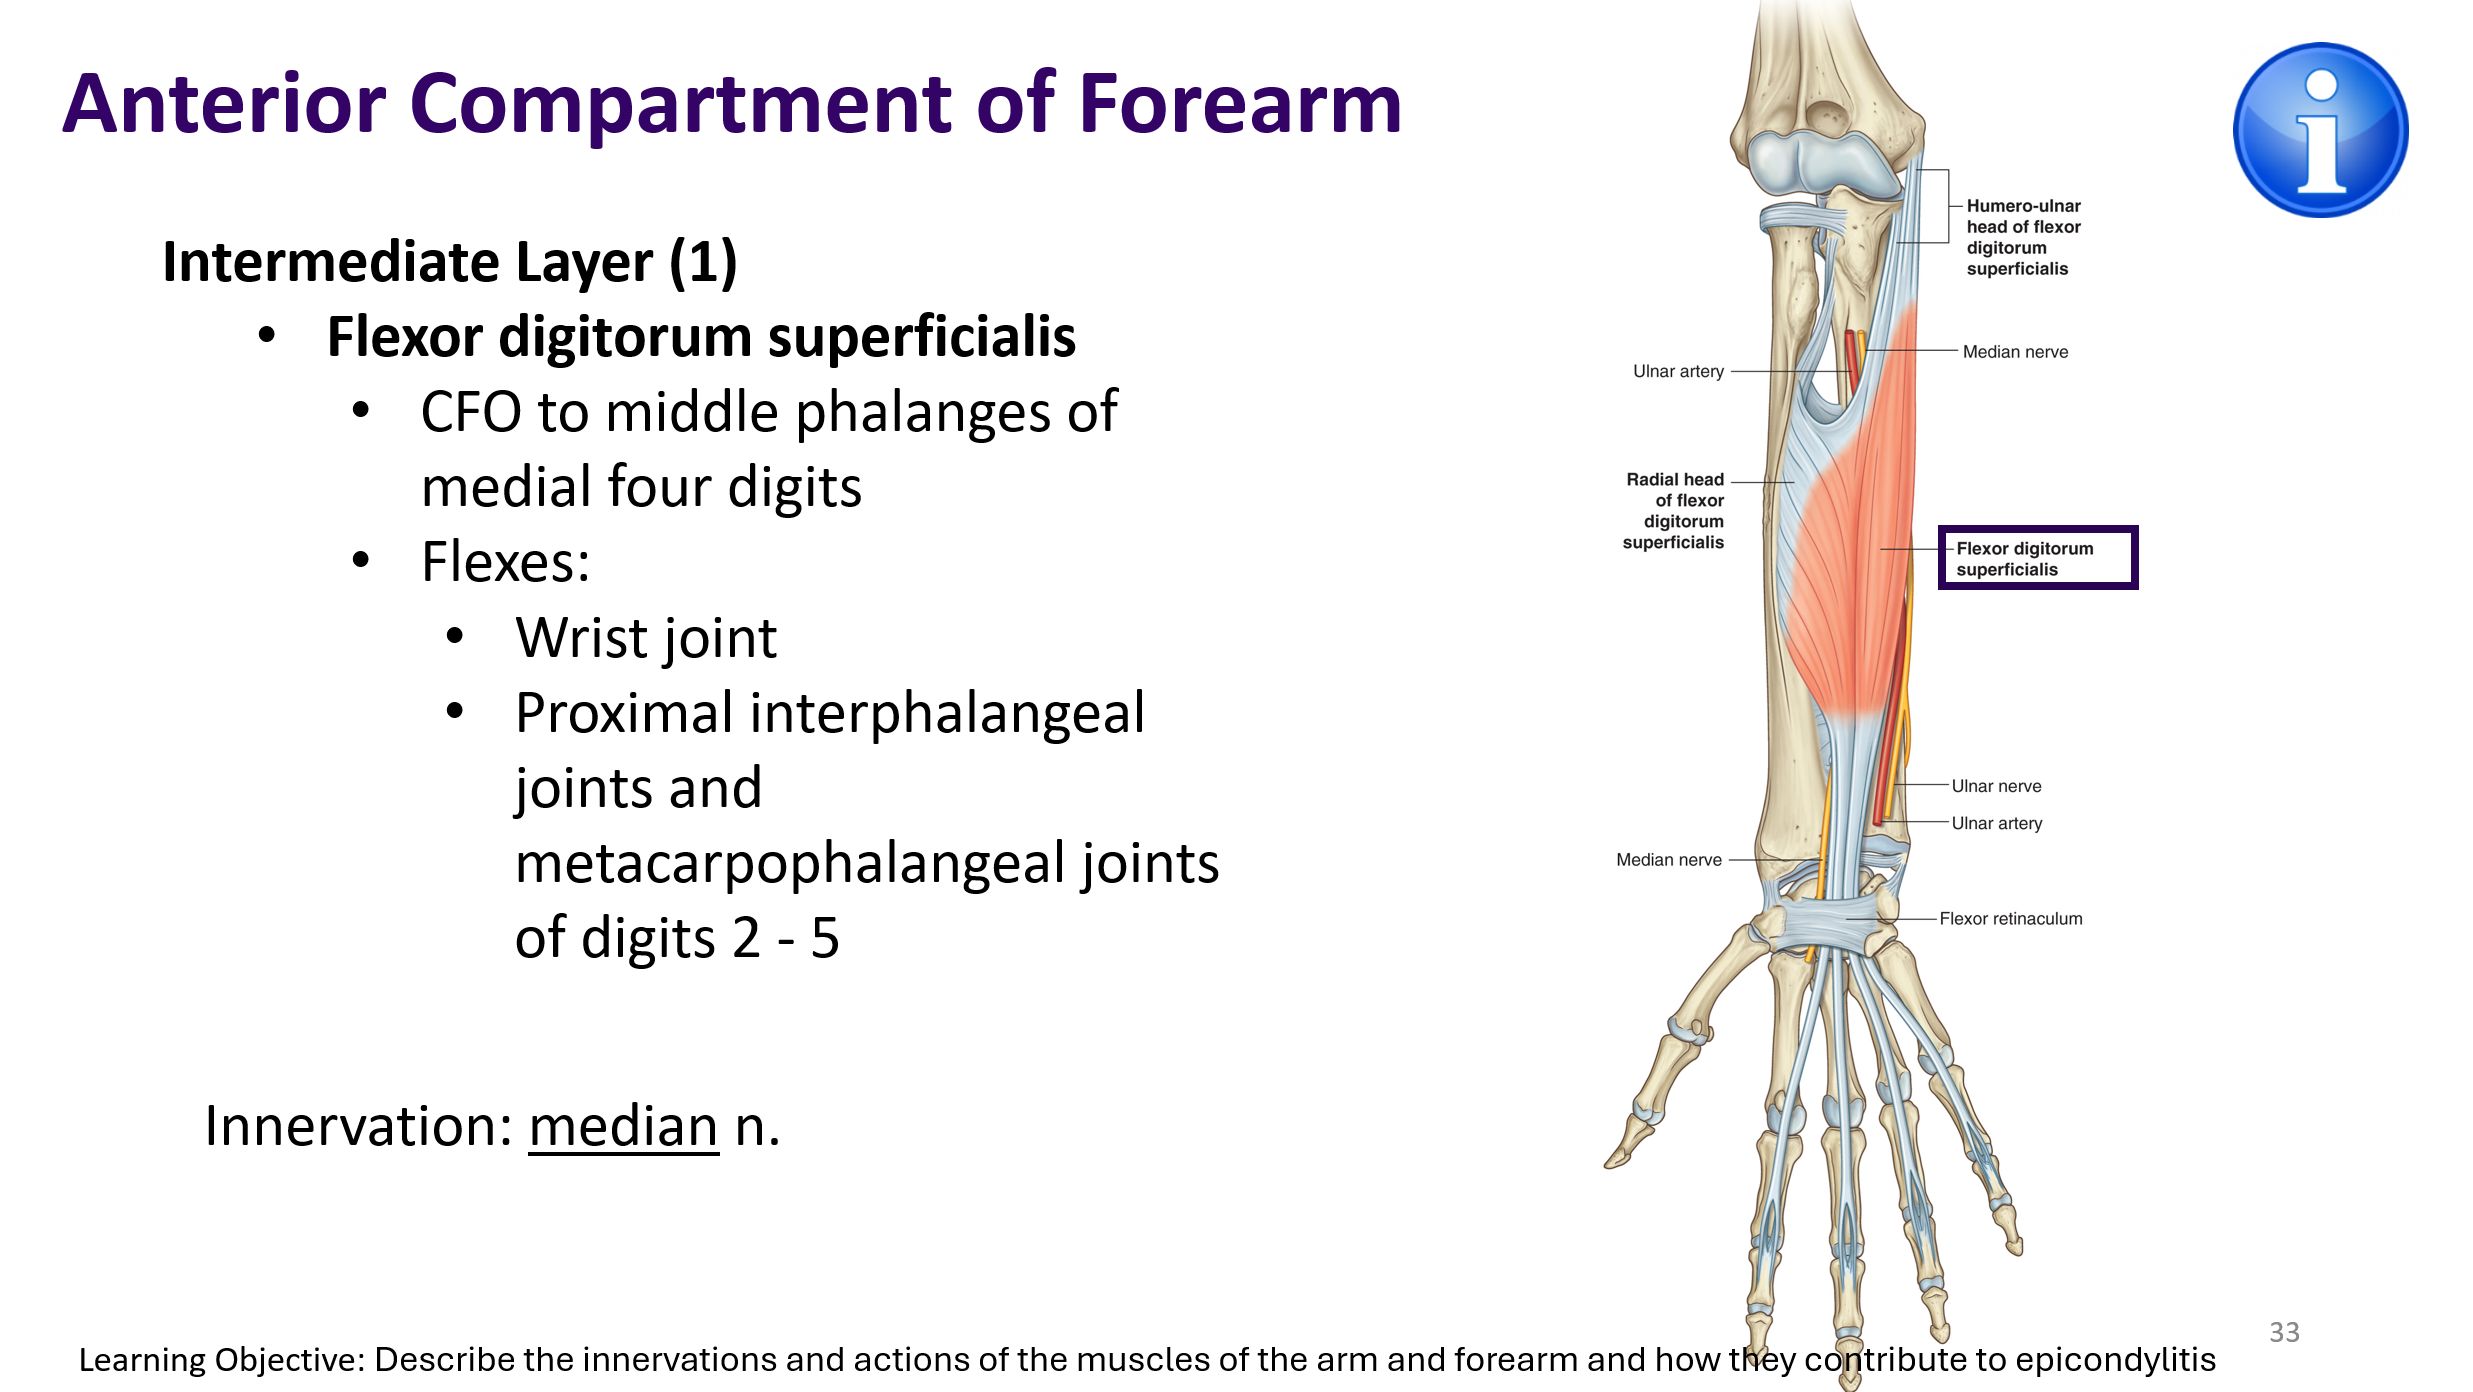 Anterior Compartment of Forearm
Intermediate Layer (1)
• Flexor digitorum superficialis
• CFO to middle phalanges of
medial four digits
• Flexes:
• Wrist joint
• Proximal interphalangeal
joints and
metacarpophalangeal joints
of digits 2 - 5
Innervation: median n.
Humero-ulnar
head of flexor
digitorum
superficialis
Median nerve
Ulnar artery
Radial head
of flexor
digitorum
superficialis
Flexor digitorum
superficialis
Ulnar nerve
Ulnar artery
Median nerve
Flexor retinaculum
33
Learning Objective: Describe the innervations and actions of the muscles of the arm and forearm and how they contribute to epicondylitis